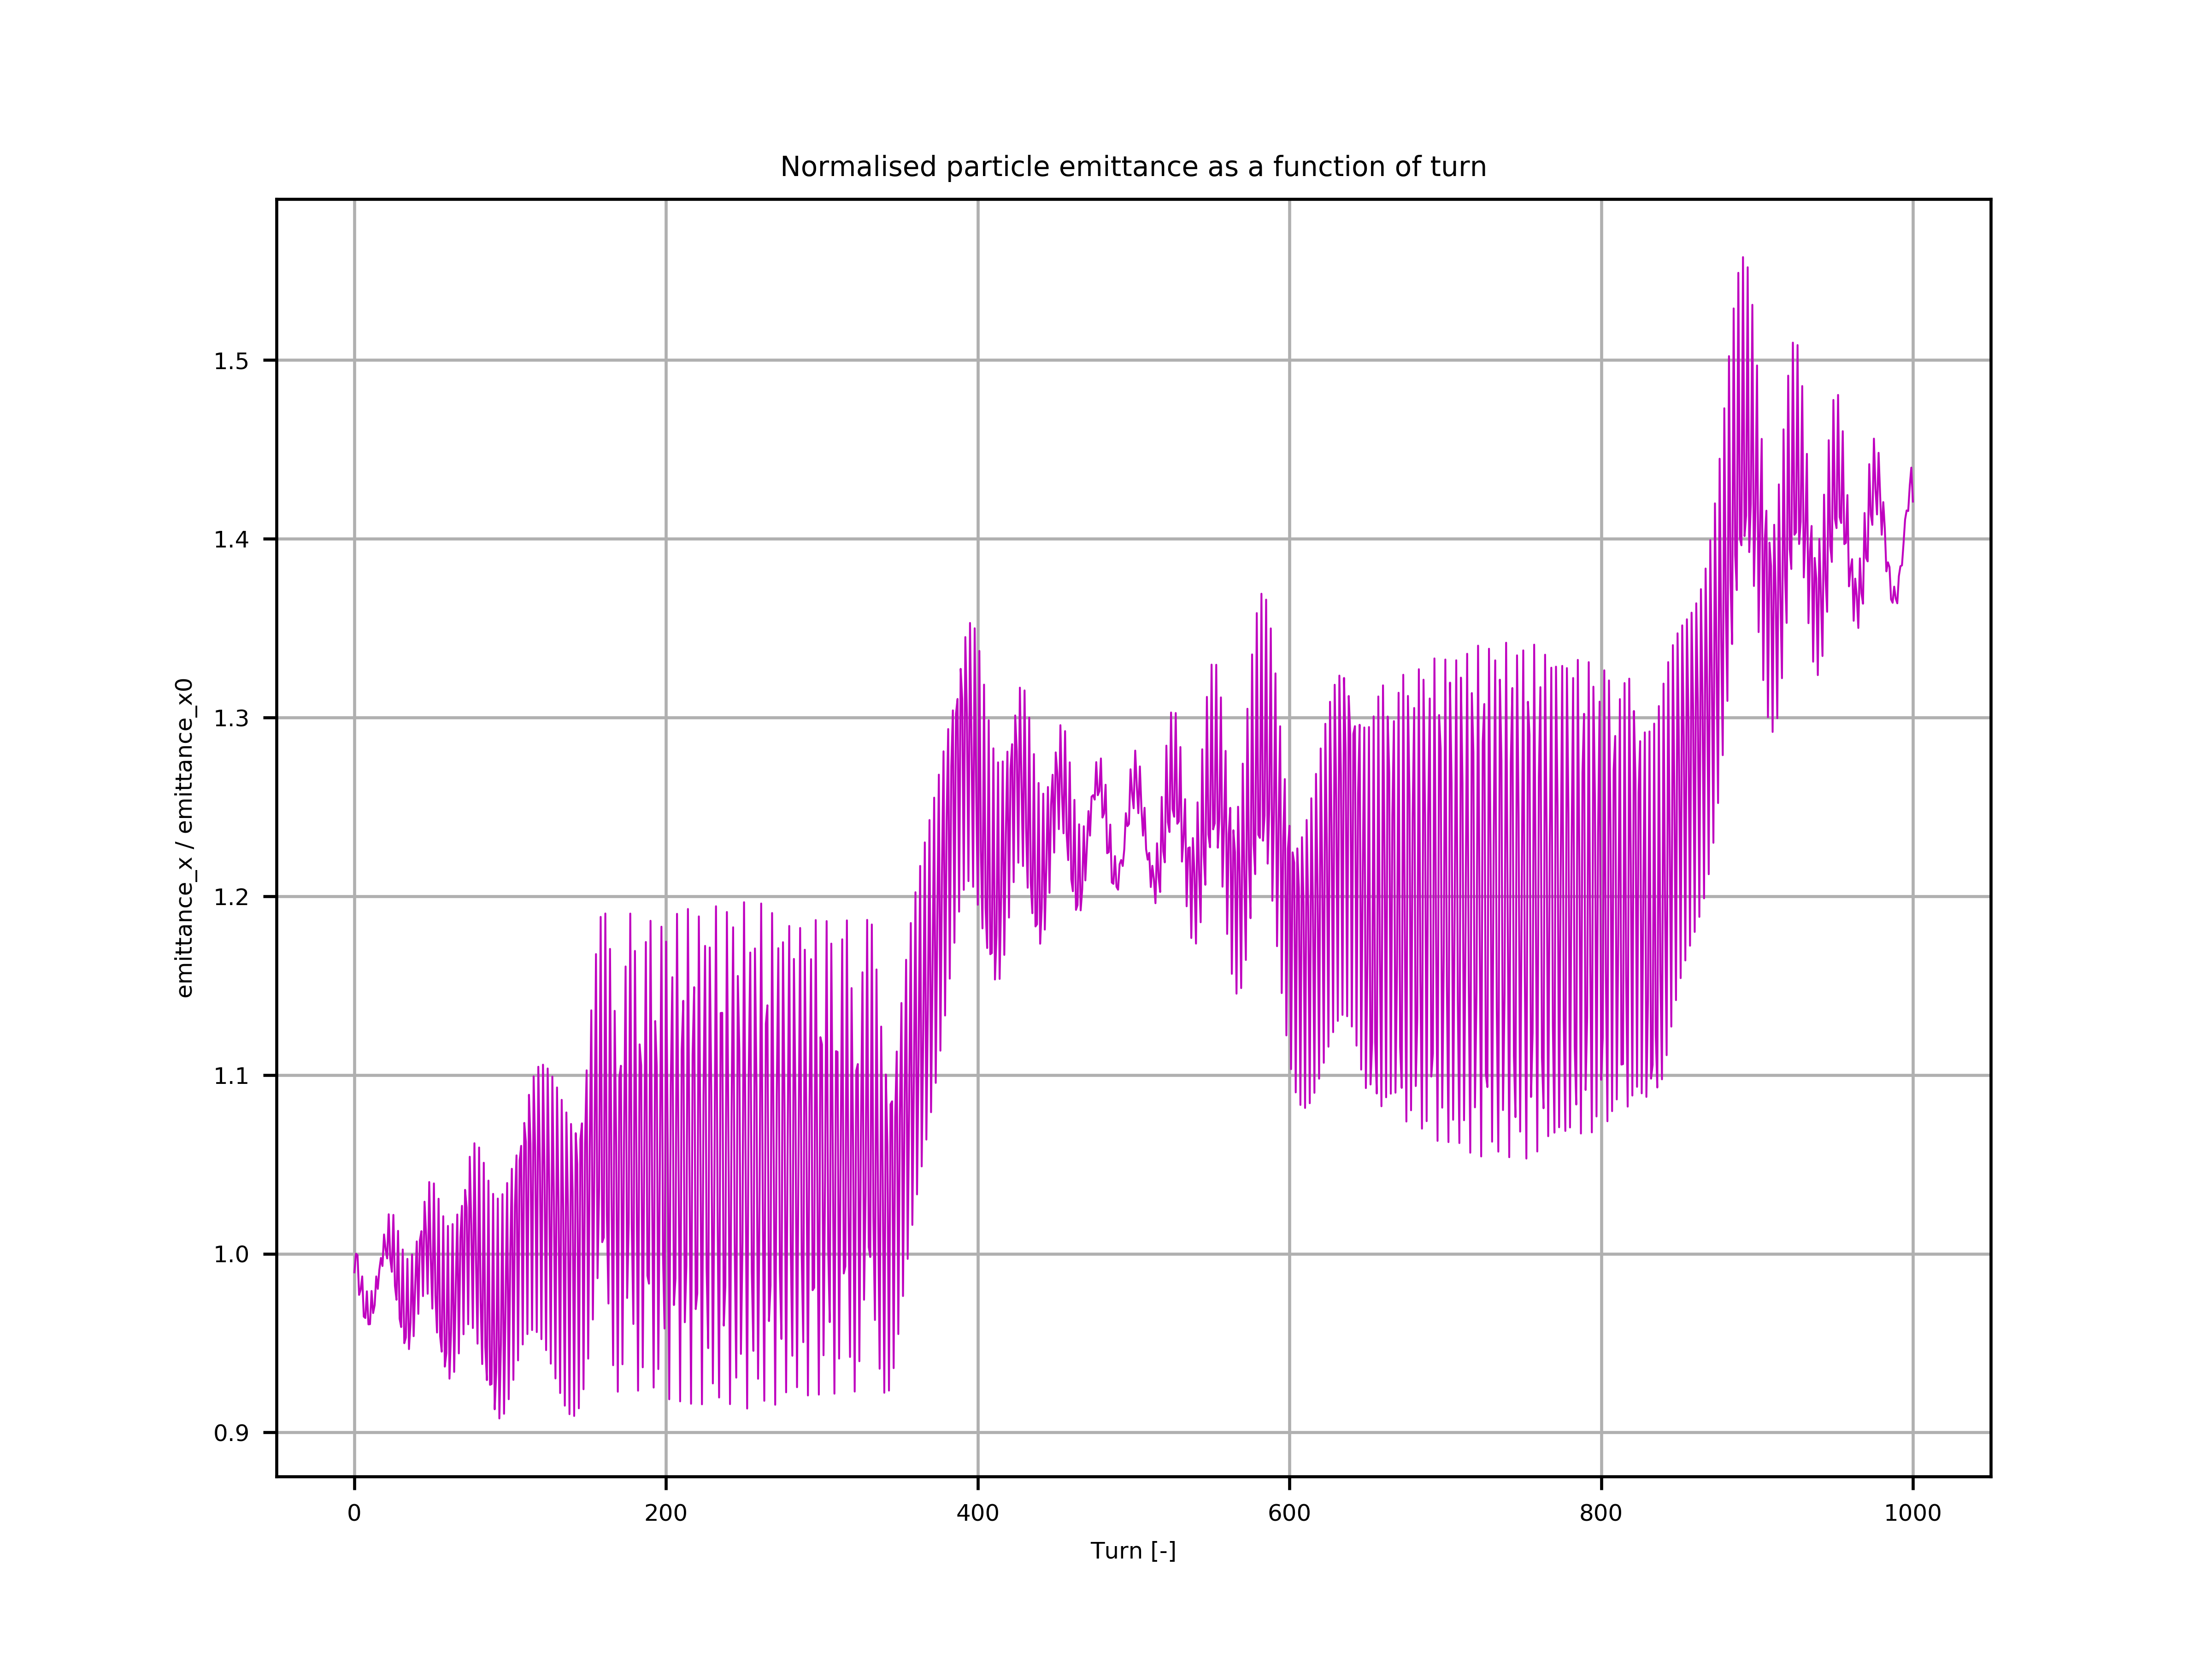 Normalised particle emittance as a function of turn
emittance_x / emittance_x0
1.5
1.4
1.3
1.2
1.1
1.0
0.9
0 200 400 600 800 1000
Turn [-]